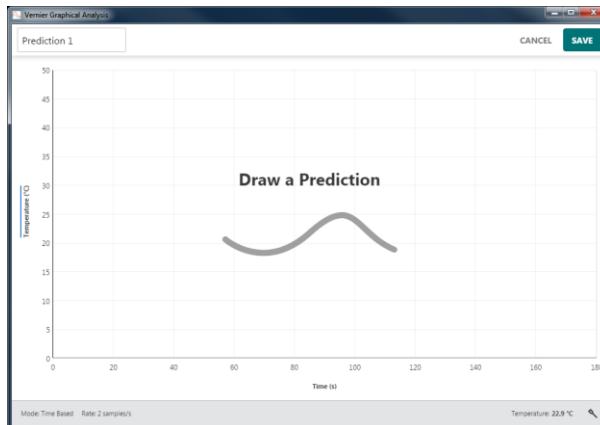 Vernier Graphical Analysis
Prediction 1
CANCEL
SAVE
50
45
40
35
30
25
20
15
10
5
0
Temperature (°C)
Draw a Prediction
0 20 40 60 80 100 120 140 160 180
Time (s)
Mode: Time Based Rate: 2 samples/s
Temperature: 22.9 °C